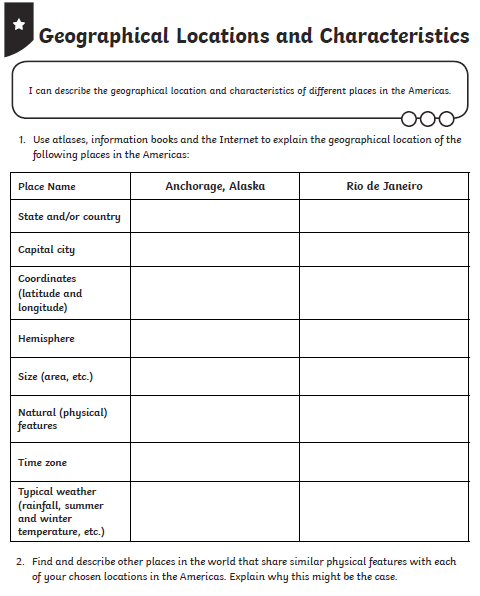 Geographical Locations and Characteristics
I can describe the geographical location and characteristics of different places in the Americas.
1. Use atlases, information books and the Internet to explain the geographical location of the
following places in the Americas:
Place Name Anchorage, Alaska Rio de Janeiro
State and/or country
Capital city
Coordinates
(latitude and
longitude)
Hemisphere
Size (area, etc.)
Natural (physical)
features
Time zone
Typical weather
(rainfall, summer
and winter
temperature, etc.)
2. Find and describe other places in the world that share similar physical features with each
of your chosen locations in the Americas. Explain why this might be the case.